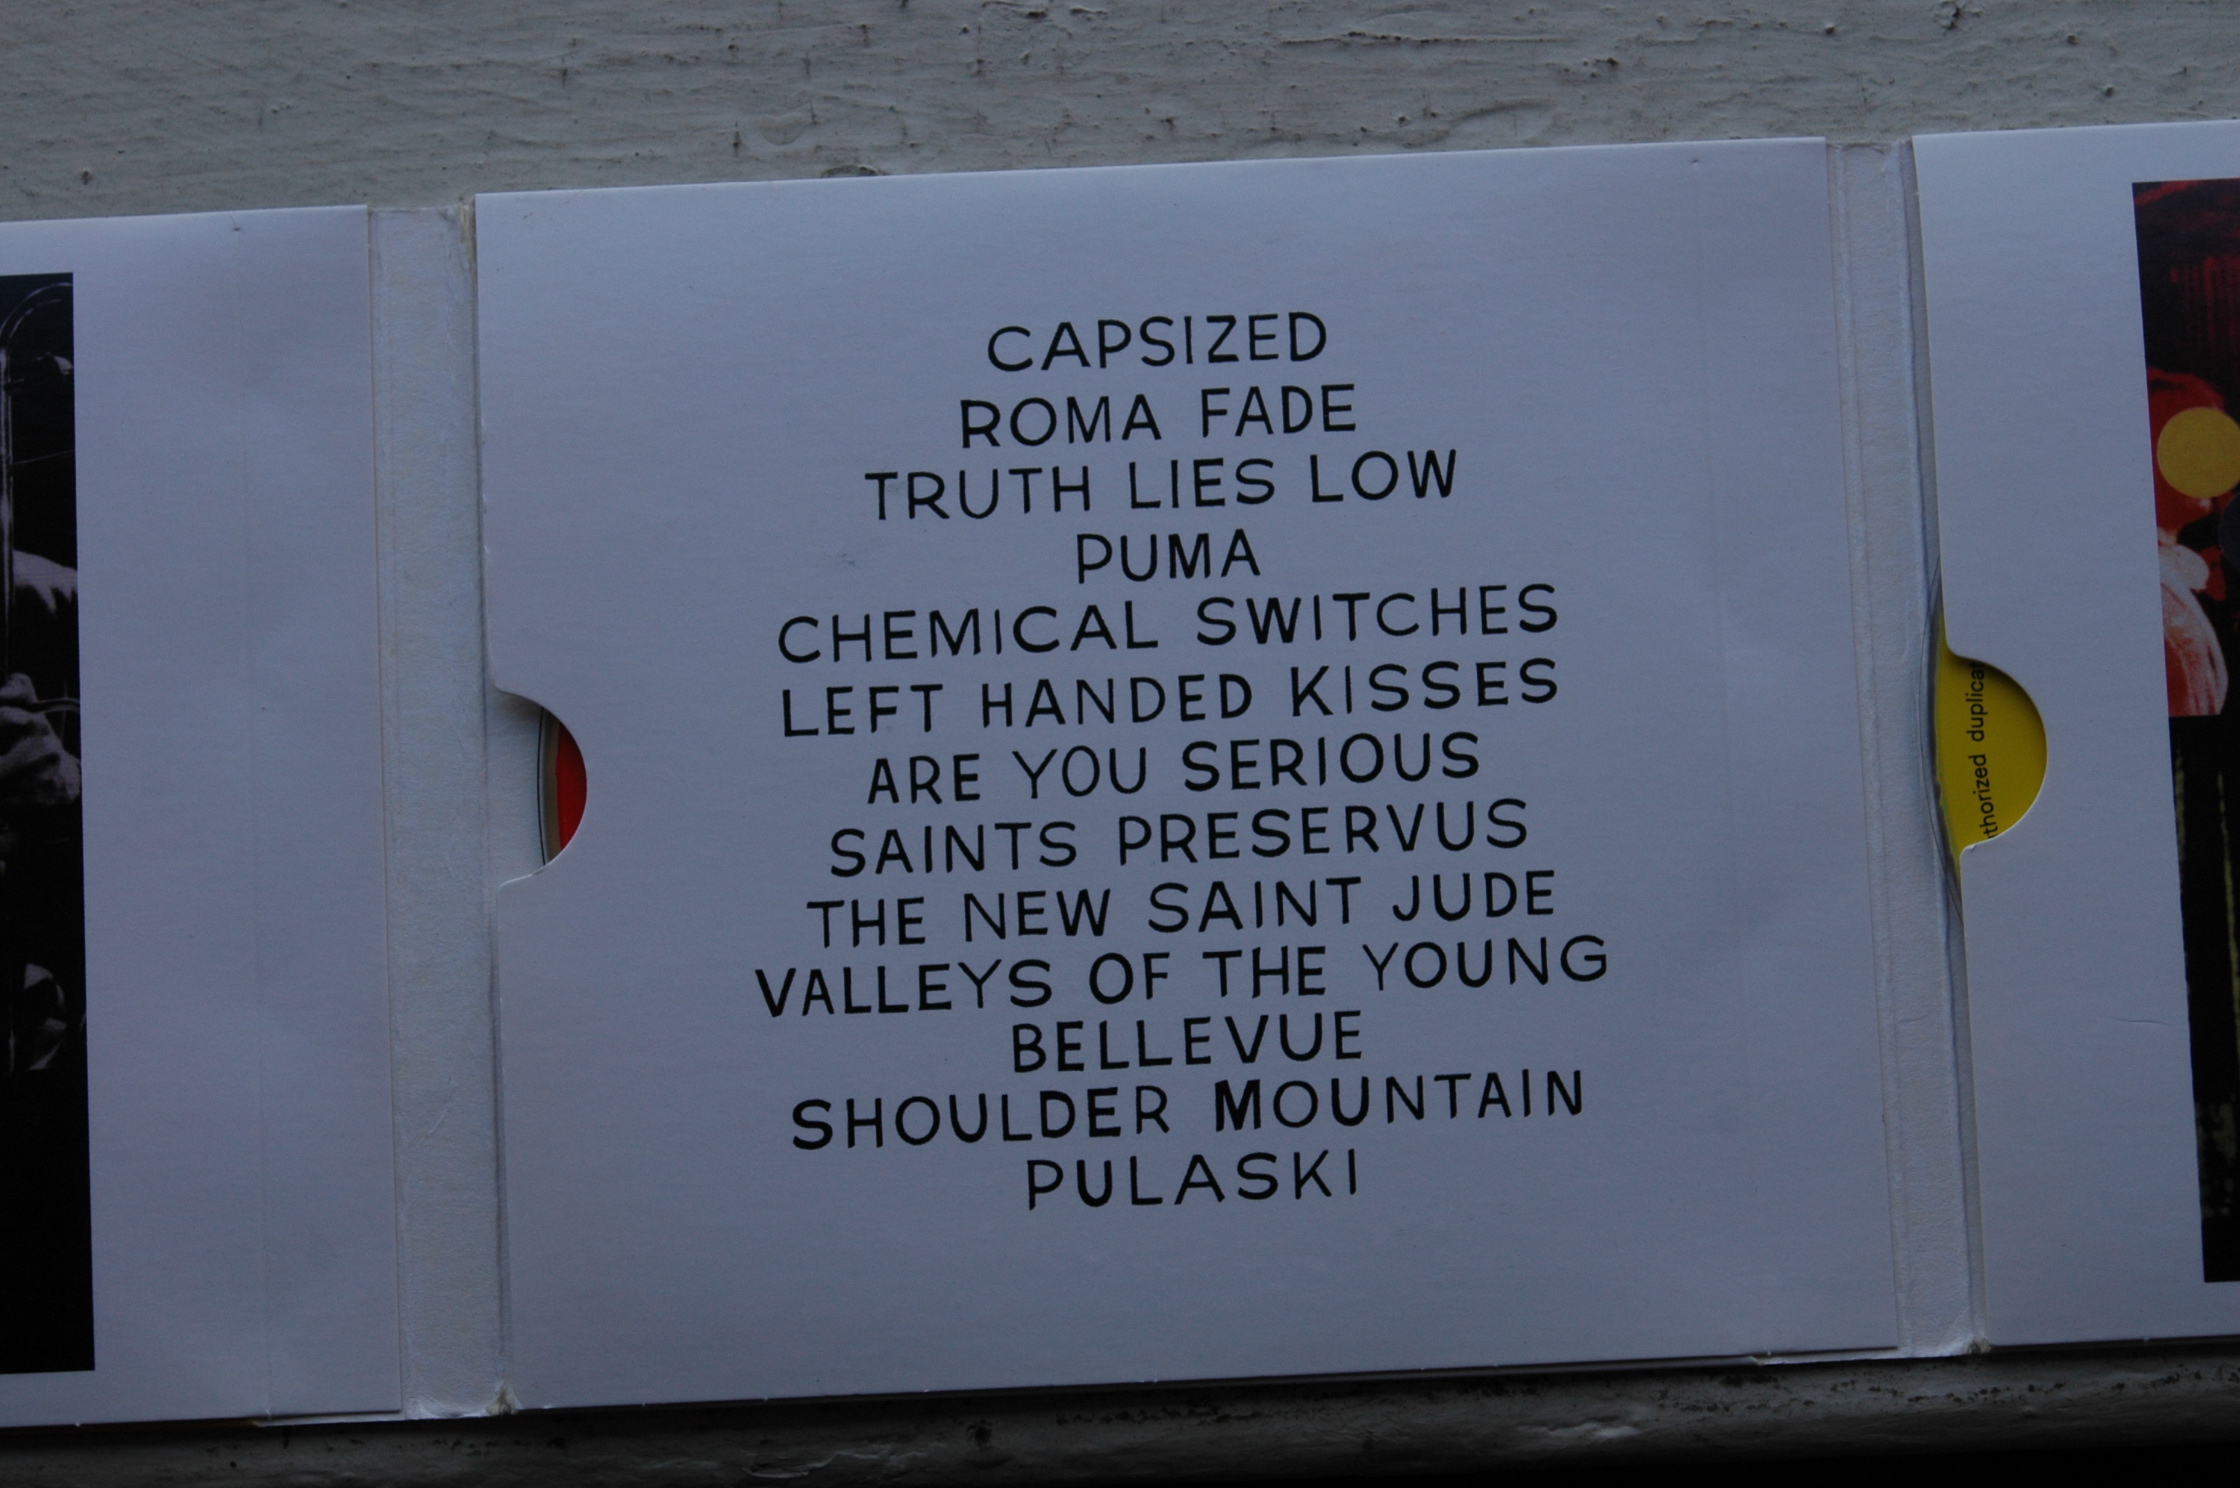 CAPSIZED
ROMA FADE
TRUTH LIES LOW
PUMA
CHEMICAL SWITCHES
LEFT HANDED KISSES
ARE YOU SERIOUS
SAINTS PRESERVUS
THE NEW SAINT JUDE
VALLEYS OF THE YOUNG
BELLEVUE
SHOULDER MOUNTAIN
PULASKI
thorized duplica